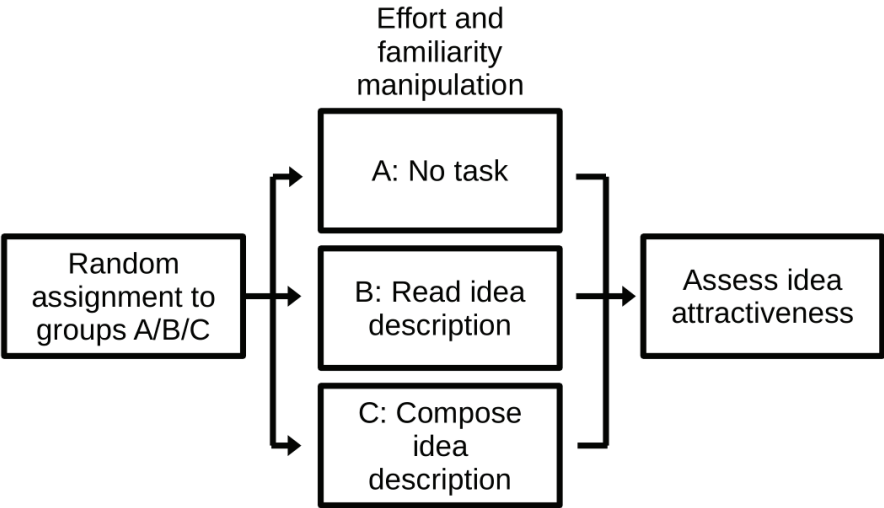 Effort and
familiarity
manipulation
Random
assignment to
groups A/B/C
A: No task
B: Read idea
description
C: Compose
idea
description
Assess idea
attractiveness